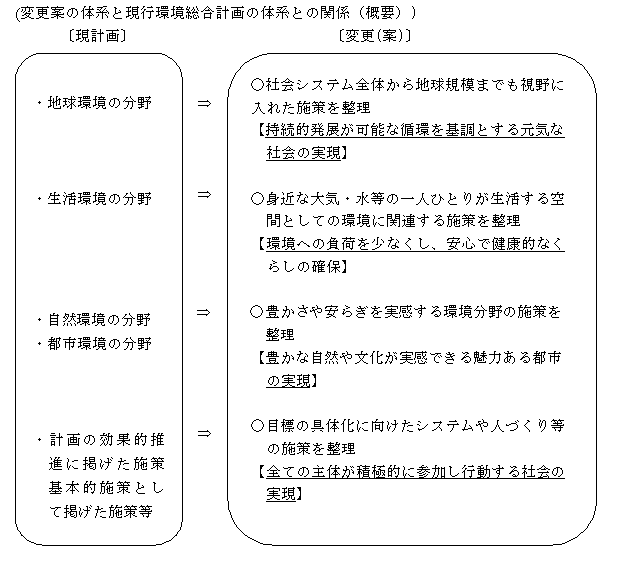 (変更案の体系と現行環境総合計画の体系との関係（概要）)
〔現計画〕
〔変更(案)〕
・地球環境の分野
⇒
○社会システム全体から地球規模までも視野に
入れた施策を整理
【持続的発展が可能な循環を基調とする元気な
社会の実現】
・生活環境の分野
⇒
○身近な大気・水等の一人ひとりが生活する空
間としての環境に関連する施策を整理
【環境への負荷を少なくし、安心で健康的なく
らしの確保】
・自然環境の分野
・都市環境の分野
⇒
○豊かさや安らぎを実感する環境分野の施策を
整理
【豊かな自然や文化が実感できる魅力ある都市
の実現】
・計画の効果的推
進に掲げた施策
基本的施策とし
て掲げた施策等
⇒
○目標の具体化に向けたシステムや人づくり等
の施策を整理
【全ての主体が積極的に参加し行動する社会の
実現】